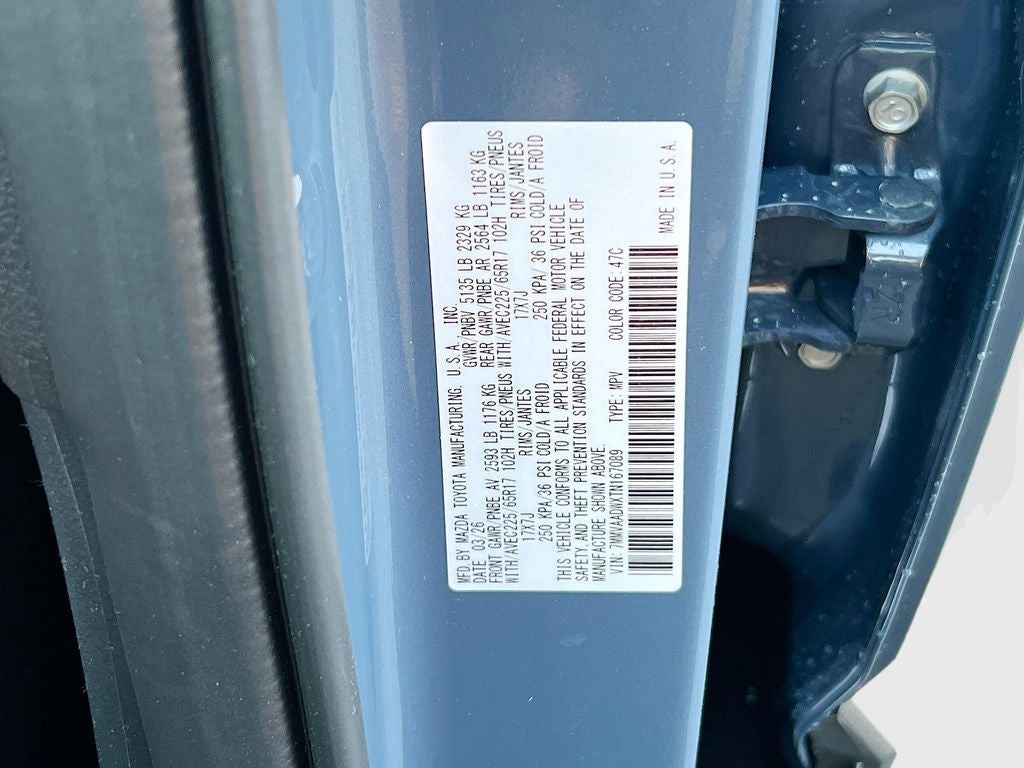 MFD.BY MAZDA TOYOTA MANUFACTURING, U.S.A., INC.
DATE 03/26 GVWR/PNBV 5135 LB 2329 KG
FRONT GAWR/PNBE AV 2593 LB 1176 KG REAR GAWR/PNBE AR 2564 LB 1163 KG
WITH/AVEC225/65R17 102H TIRES/PNEUS WITH/AVEC225/65R17 102H TIRES/PNEUS
17X7J RIMS/JANTES 17X7J RIMS/JANTES
250 KPA/36 PSI COLD/A FROID 250 KPA/ 36 PSI COLD/A FROID
THIS VEHICLE CONFORMS TO ALL APPLICABLE FEDERAL MOTOR VEHICLE
SAFETY AND THEFT PREVENTION STANDARDS IN EFFECT ON THE DATE OF
MANUFACTURE SHOWN ABOVE.
VIN: 7MMVAADWXTN167089 TYPE: MPV COLOR CODE: 47C
MADE IN U.S.A.